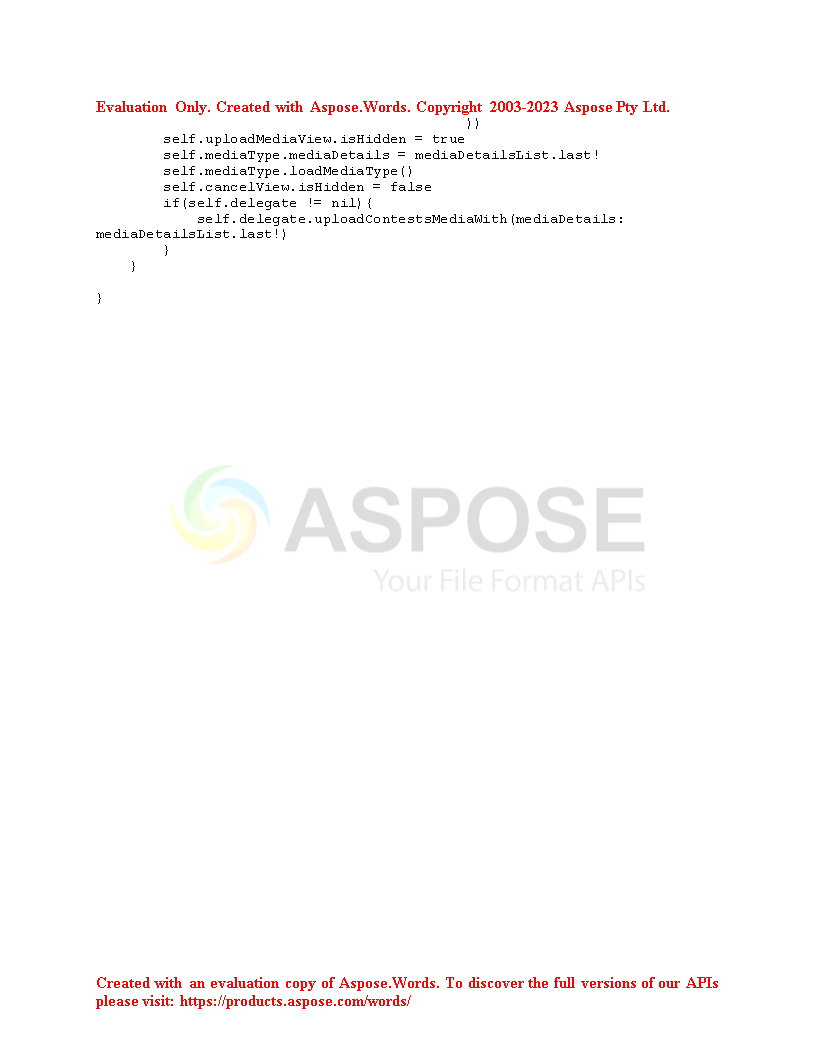 Evaluation Only. Created with Aspose.Words. Copyright 2003-2023 Aspose Pty Ltd.
))
self.uploadMediaView.isHidden = true
self.mediaType.mediaDetails = mediaDetailsList.last!
self.mediaType.loadMediaType()
self.cancelView.isHidden = false
if(self.delegate != nil){
self.delegate.uploadContestsMediaWith(mediaDetails:
mediaDetailsList.last!)
}
}
}
ASPOSE
Your File Format APIs
Created with an evaluation copy of Aspose.Words. To discover the full versions of our APIs
please visit: https://products.aspose.com/words/